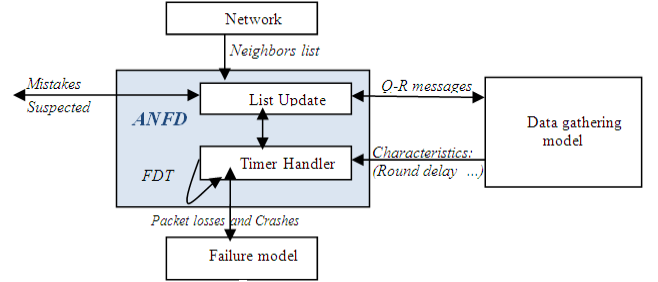 Network
Neighbors list
Mistakes
Suspected
List Update
Q-R messages
ANFD
Data gathering
model
Characteristics:
(Round delay ...)
Timer Handler
FDT
Packet losses and Crashes
Failure model